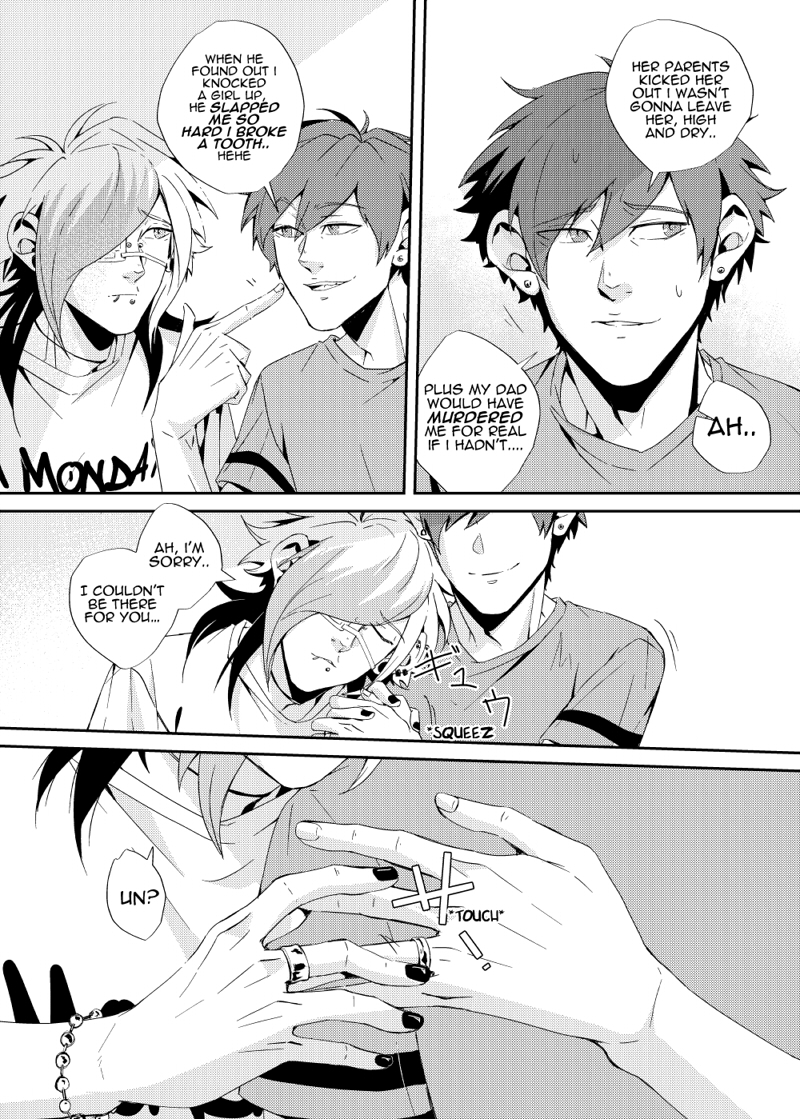 WHEN HE
FOUND OUT I
KNOCKED
A GIRL UP,
HE SLAPPED
ME SO
HARD I BROKE
A TOOTH..
HEHE
HER PARENTS
KICKED HER
OUT I WASN'T
GONNA LEAVE
HER, HIGH
AND DRY..
PLUS MY DAD
WOULD HAVE
MURDERED
ME FOR REAL
IF I HADN'T....
AH..
MONDA
AH, I'M
SORRY..
I COULDN'T
BE THERE
FOR YOU...
ギュウ
*SQUEEZ
UN?
*TOUCH*